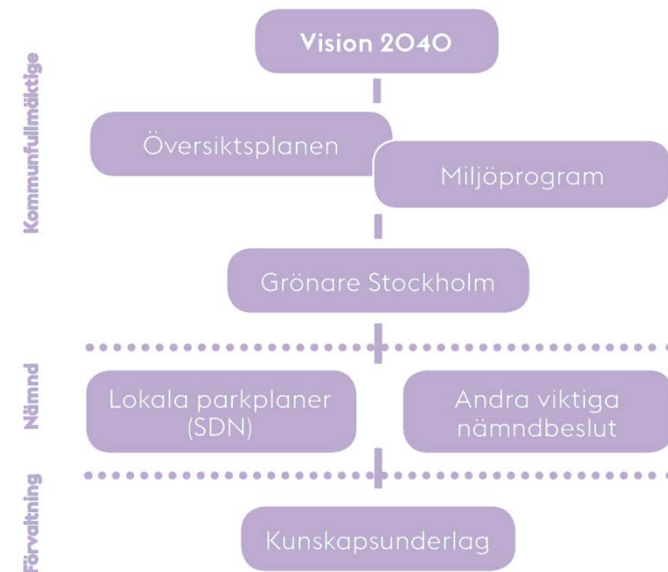 Kommunfullmäktige
Vision 2040
Översiktsplanen
Miljöprogram
Grönare Stockholm
Nämnd
Lokala parkplaner
(SDN)
Andra viktiga
nämndbeslut
Förvaltning
Kunskapsunderlag